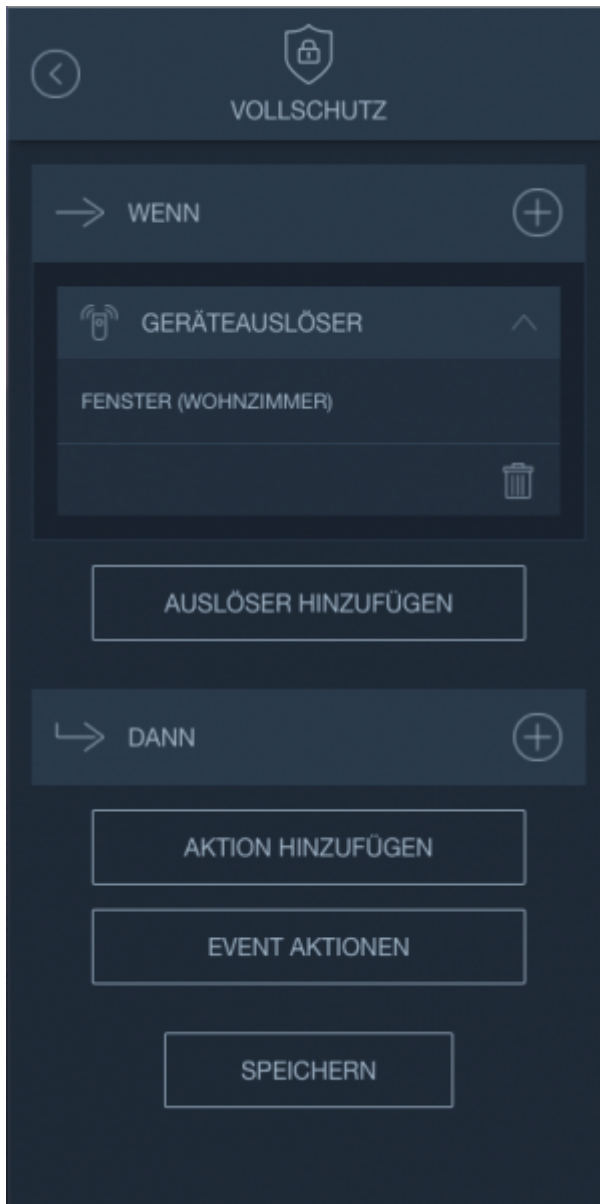 VOLLSCHUTZ
WENN
GERÄTEAUSLÖSER
FENSTER (WOHNZIMMER)
AUSLÖSER HINZUFÜGEN
DANN
AKTION HINZUFÜGEN
EVENT AKTIONEN
SPEICHERN